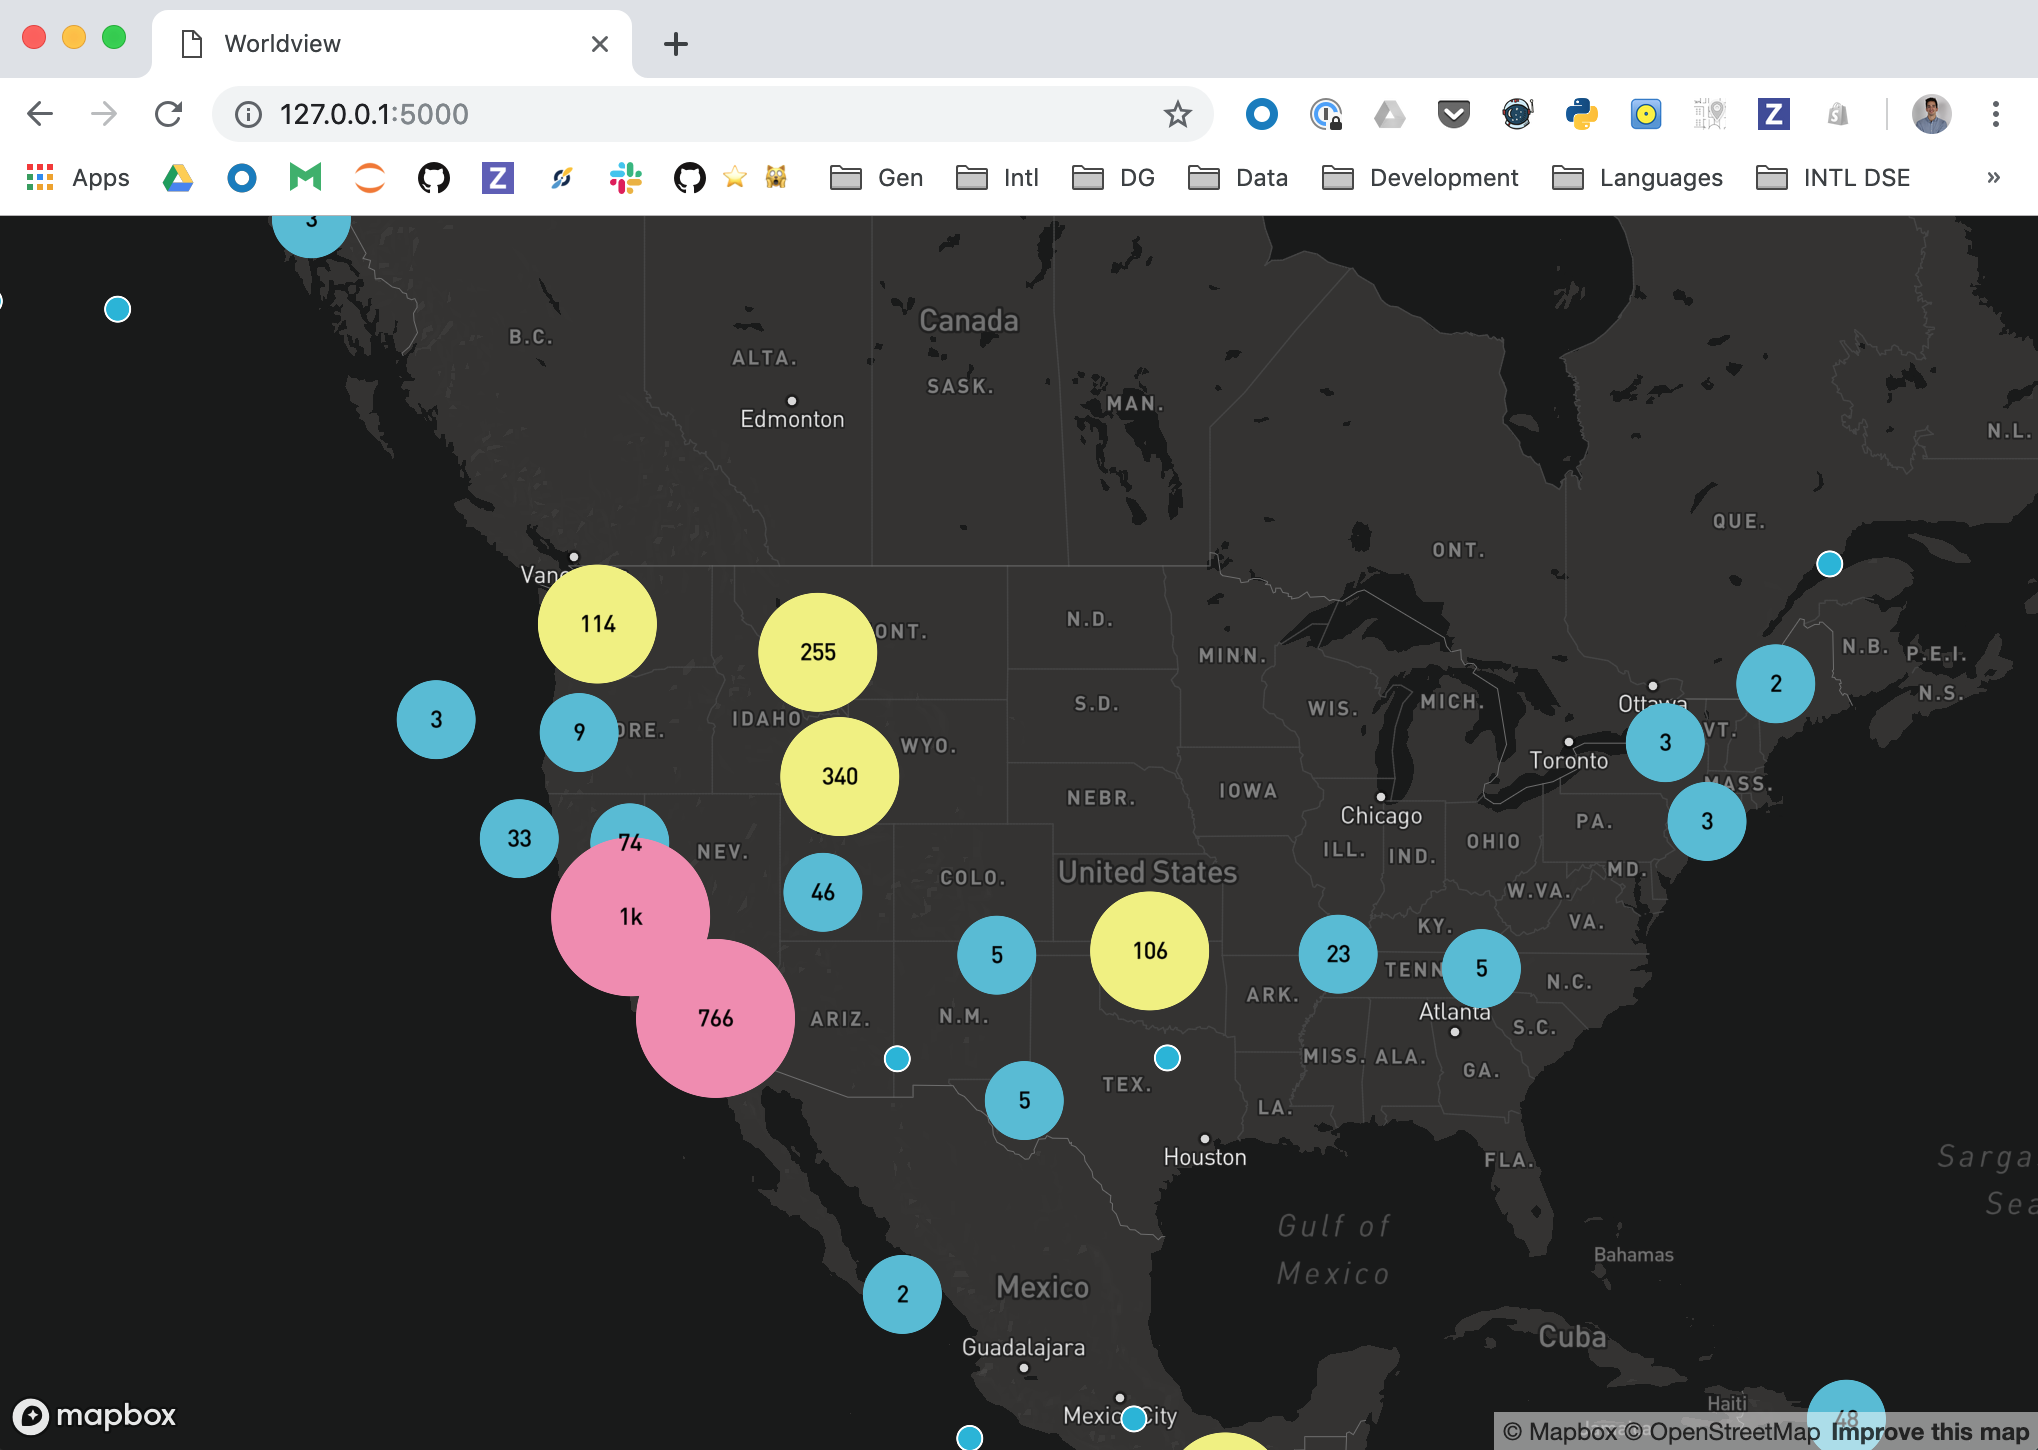 Worldview
127.0.0.1:5000
Apps
Gen
Intl
DG
Data
Development
Languages
INTL DSE
»
3
Canada
B.C.
ALTA.
SASK.
MAN.
Edmonton
N.L.
QUE.
ONT.
114
255
ONT.
N.D.
MINN.
N.B.
P.E.I.
N.S.
3
9
ORE.
IDAHO
S.D.
WIS.
MICH.
Ottawa
2
VT.
3
340
WYO.
Toronto
MASS.
NEBR.
IOWA
Chicago
PA.
3
33
74
NEV.
ILL.
IND.
OHIO
MD.
COLO.
United States
W.VA.
46
1k
5
106
23
KY.
VA.
TENN
5
N.C.
ARK.
Atlanta
S.C.
766
ARIZ.
N.M.
MISS.
ALA.
GA.
5
TEX.
LA.
Houston
FLA.
Sarga
Sea
Gulf of
Mexico
Bahamas
2
Mexico
Guadalajara
Cuba
Mexic City
Haiti
48
mapbox
© Mapbox © OpenStreetMap Improve this map